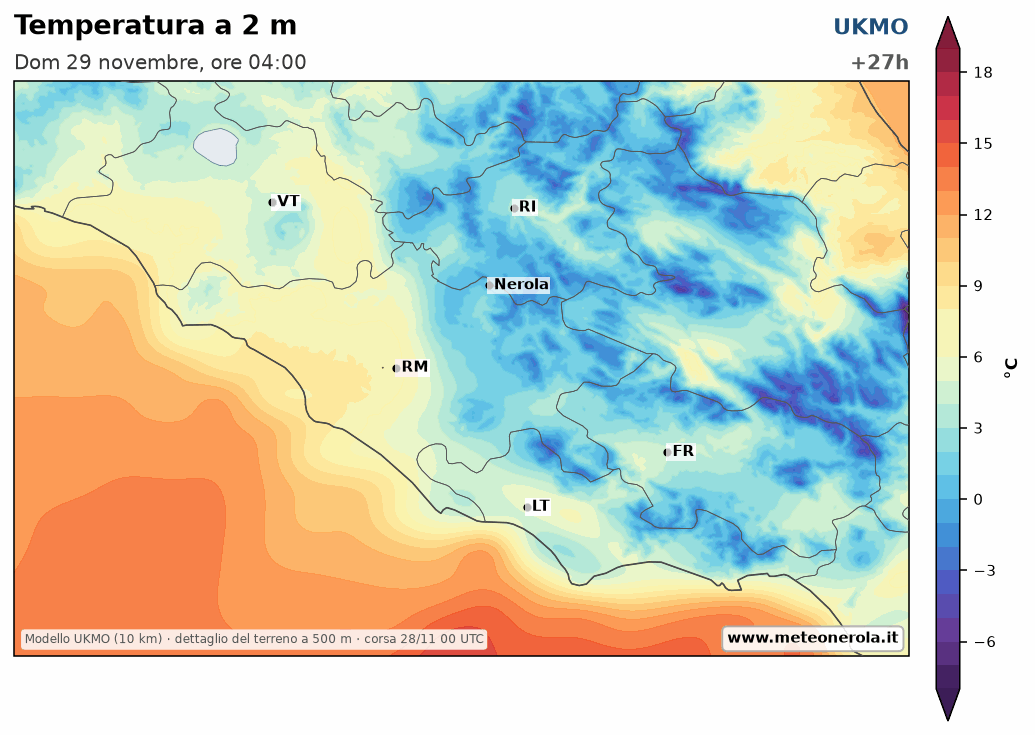 Temperatura a 2 m
UKMO
Dom 29 novembre, ore 04:00
+27h
VT
RI
Nerola
RM
FR
LT
18
15
12
9
6
3
0
−3
−6
°C
Modello UKMO (10 km) · dettaglio del terreno a 500 m · corsa 28/11 00 UTC
www.meteonerola.it